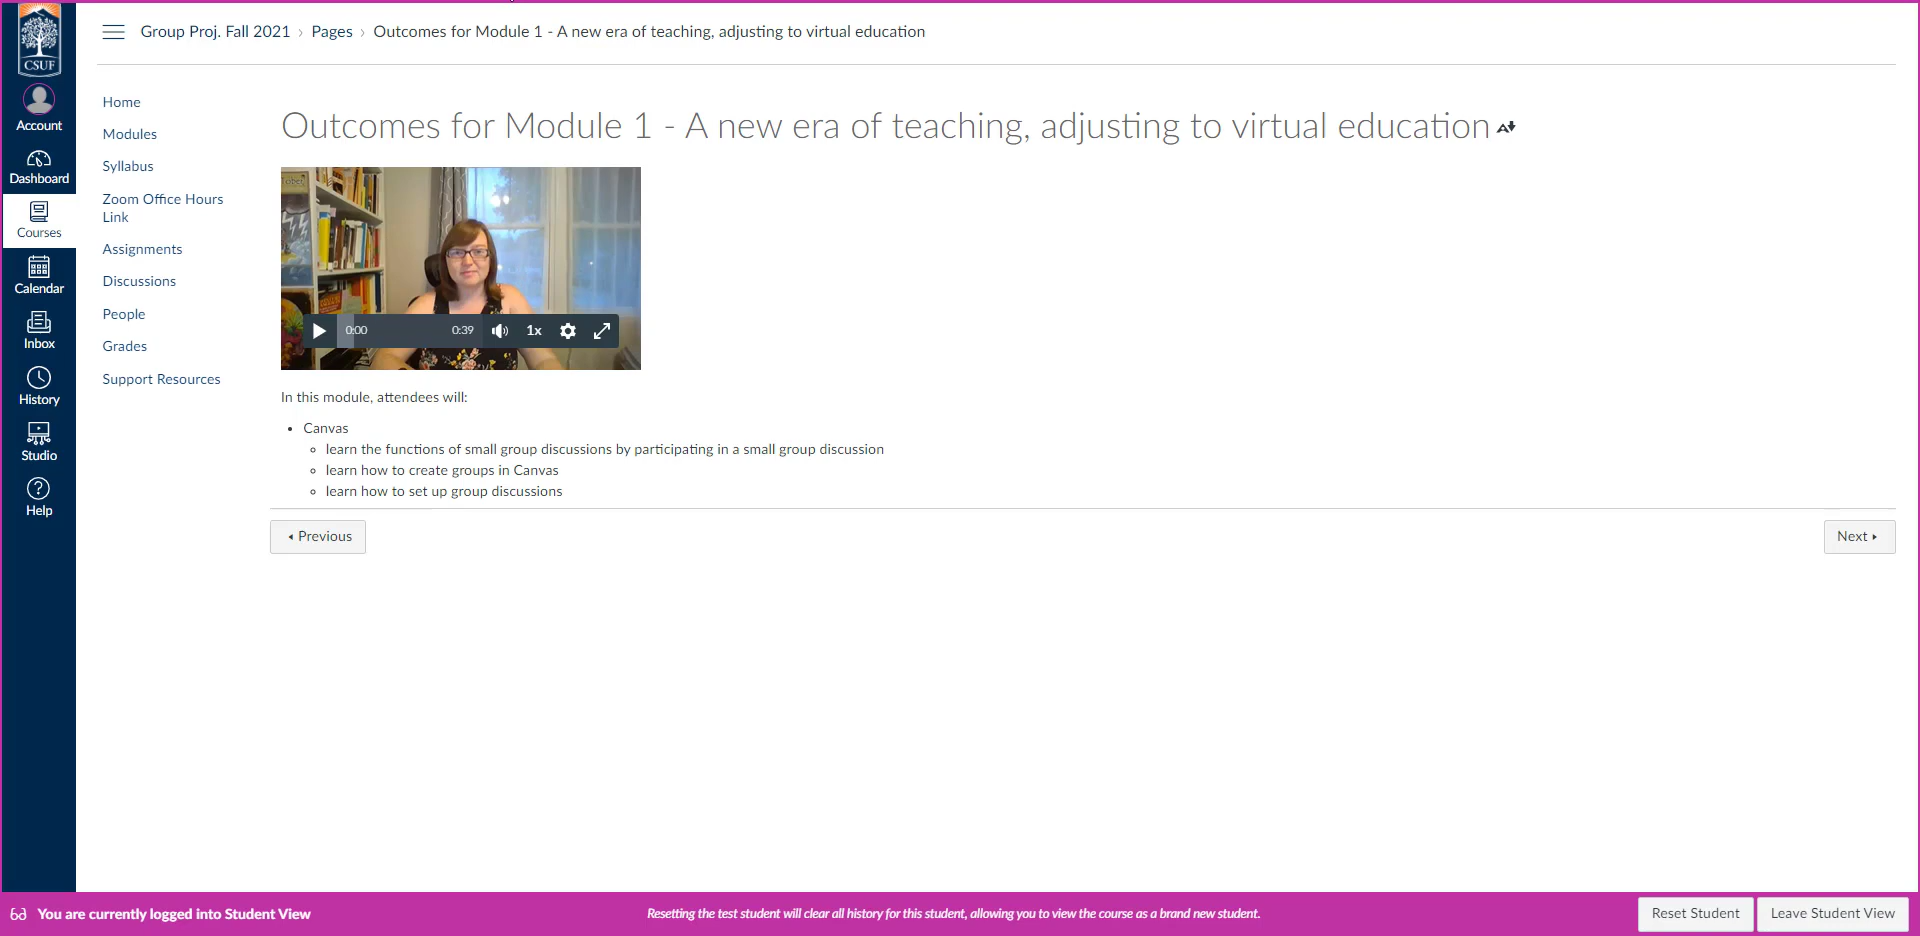 CSUF
Account
Dashboard
Courses
Calendar
Inbox
History
Studio
Help
Group Proj. Fall 2021 › Pages › Outcomes for Module 1 - A new era of teaching, adjusting to virtual education
Home
Modules
Syllabus
Zoom Office Hours
Link
Assignments
Discussions
People
Grades
Support Resources
Outcomes for Module 1 - A new era of teaching, adjusting to virtual education
0:00 0:39 1x
In this module, attendees will:
• Canvas
◦ learn the functions of small group discussions by participating in a small group discussion
◦ learn how to create groups in Canvas
◦ learn how to set up group discussions
Previous
Next
You are currently logged into Student View
Resetting the test student will clear all history for this student, allowing you to view the course as a brand new student.
Reset Student
Leave Student View